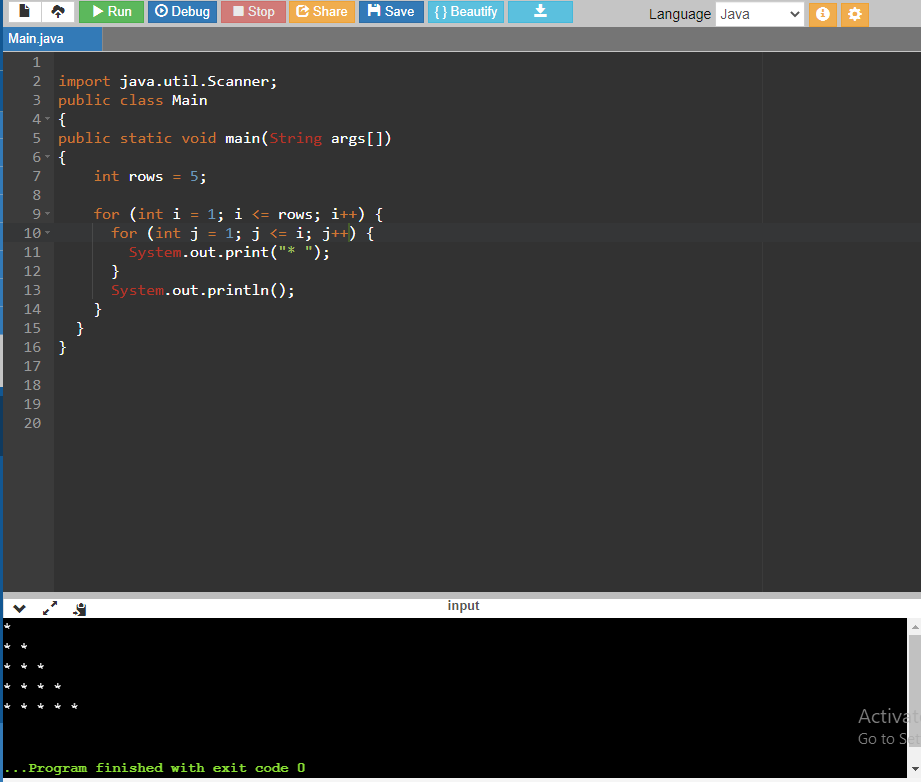 Run Debug Stop Share Save { } Beautify Language Java
Main.java
1
2 import java.util.Scanner;
3 public class Main
4 {
5 public static void main(String args[])
6 {
7 int rows = 5;
8
9 for (int i = 1; i <= rows; i++) {
10 for (int j = 1; j <= i; j++) {
11 System.out.print("* ");
12 }
13 System.out.println();
14 }
15 }
16 }
17
18
19
20
input
*
* *
* * *
* * * *
* * * * *
Activat
Go to Set
...Program finished with exit code 0